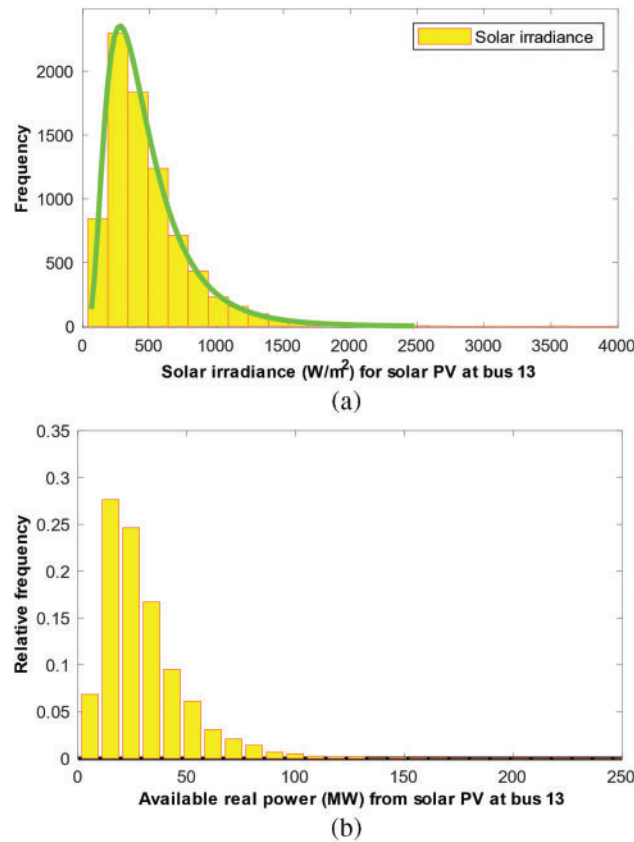 Solar irradiance
2000
1500
1000
500
0
Frequency
0 500 1000 1500 2000 2500 3000 3500 4000
Solar irradiance (W/m²) for solar PV at bus 13
(a)
0.35
0.3
0.25
0.2
0.15
0.1
0.05
0
Relative frequency
0 50 100 150 200 250
Available real power (MW) from solar PV at bus 13
(b)